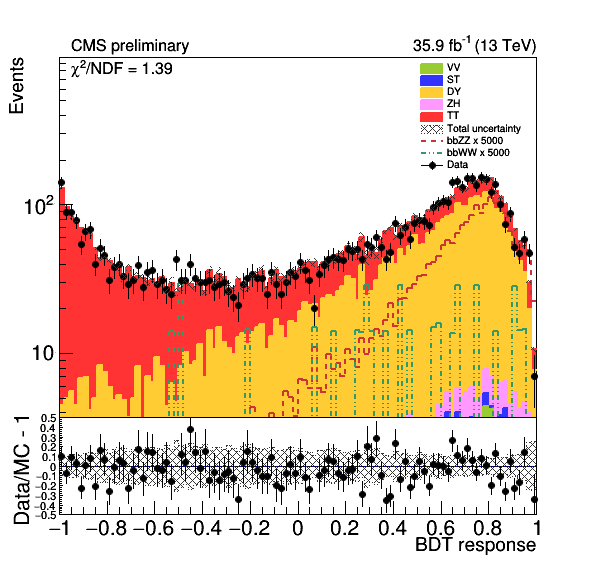 CMS preliminary 35.9 fb⁻¹ (13 TeV)
Events
χ²/NDF = 1.39
VV
ST
DY
ZH
TT
Total uncertainty
bbZZ x 5000
bbWW x 5000
Data
10²
10
Data/MC - 1
0.5
0.4
0.3
0.2
0.1
0
−0.1
−0.2
−0.3
−0.4
−0.5
−1 −0.8 −0.6 −0.4 −0.2 0 0.2 0.4 0.6 0.8 1
BDT response